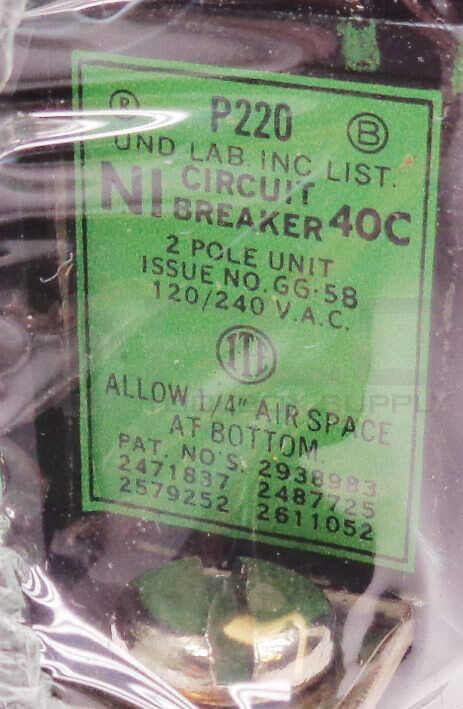 R P220 B
UND LAB. INC LIST.
NI CIRCUIT BREAKER 40C
2 POLE UNIT
ISSUE NO. GG-58
120/240 V.A.C.
ITE
ALLOW 1/4" AIR SPACE
AT BOTTOM.
PAT. NO'S. 2938983
2471837 2487725
2579252 2611052
SUPPLY